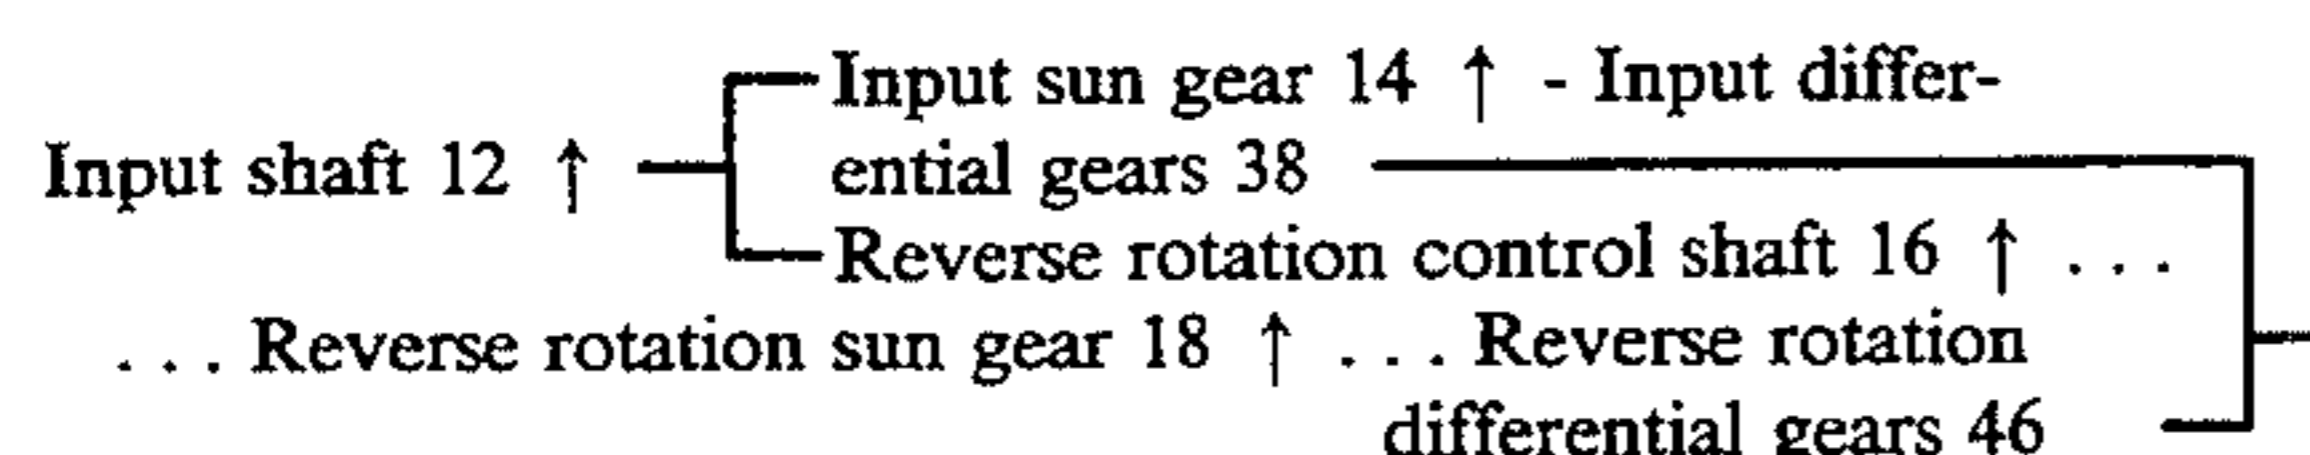 Input sun gear 14 ↑ - Input differ-
Input shaft 12 ↑ ential gears 38
Reverse rotation control shaft 16 ↑ . . .
. . . Reverse rotation sun gear 18 ↑ . . . Reverse rotation
differential gears 46